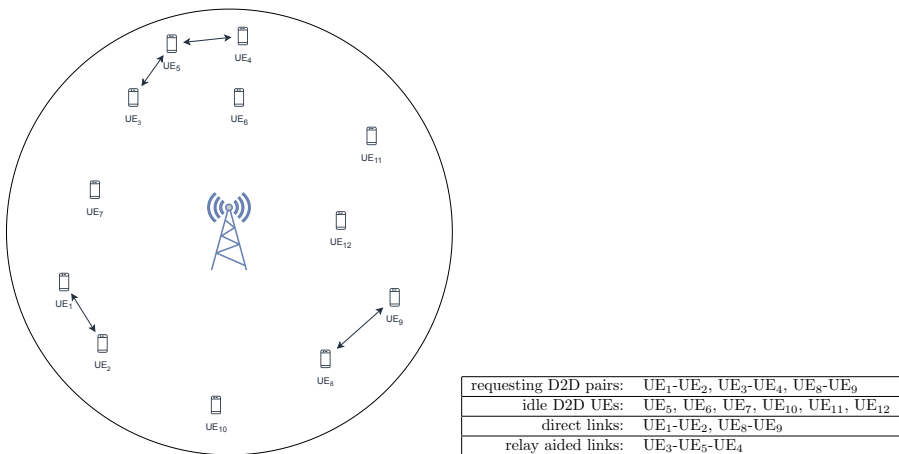 UE₄
UE₅
UE₃
UE₆
UE₁₁
UE₇
UE₁₂
UE₁
UE₉
UE₂
UE₈
UE₁₀
requesting D2D pairs: UE₁-UE₂, UE₃-UE₄, UE₈-UE₉
idle D2D UEs: UE₅, UE₆, UE₇, UE₁₀, UE₁₁, UE₁₂
direct links: UE₁-UE₂, UE₈-UE₉
relay aided links: UE₃-UE₅-UE₄